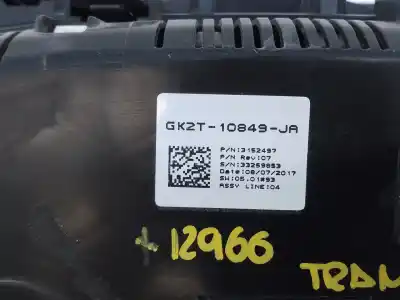 GK2T-10849-JA
P/N:3152497
P/N Rev:07
S/N:33259853
Date:08/07/2017
SW:05.01#93
ASSY LINE:04
+12966